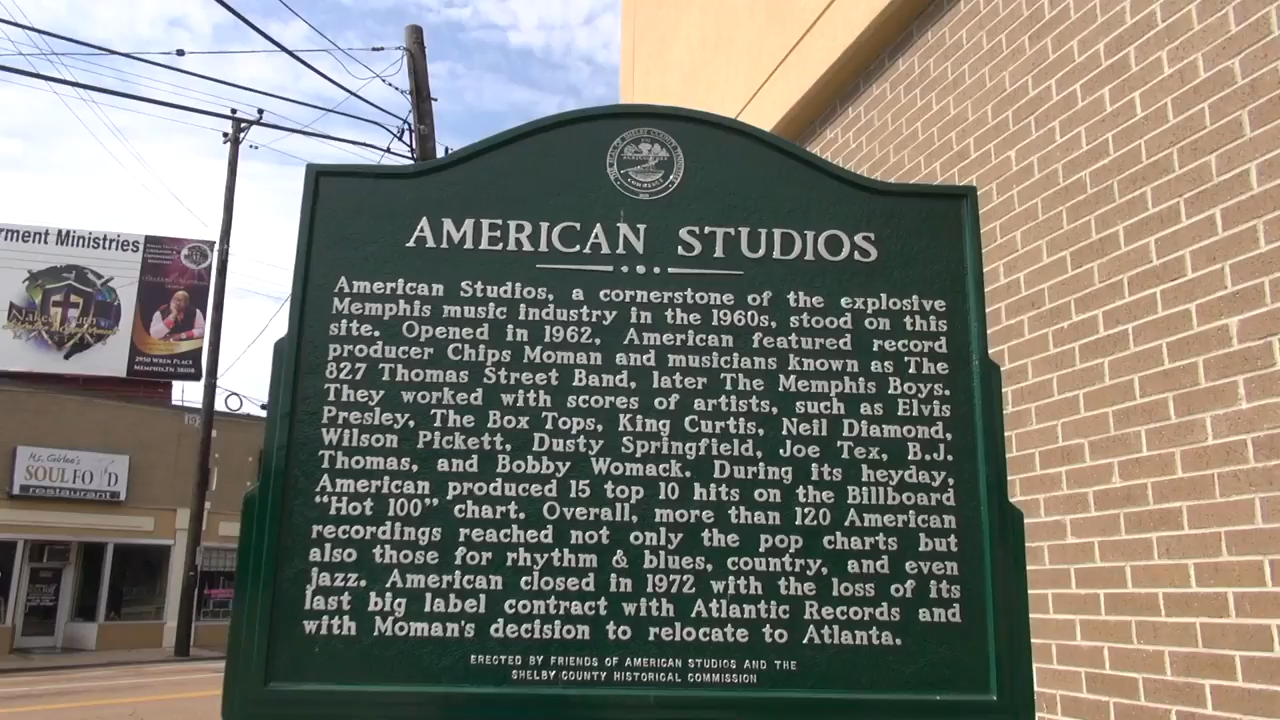 AMERICAN STUDIOS
American Studios, a cornerstone of the explosive
Memphis music industry in the 1960s, stood on this
site. Opened in 1962, American featured record
producer Chips Moman and musicians known as The
827 Thomas Street Band, later The Memphis Boys.
They worked with scores of artists, such as Elvis
Presley, The Box Tops, King Curtis, Neil Diamond,
Wilson Pickett, Dusty Springfield, Joe Tex, B.J.
Thomas, and Bobby Womack. During its heyday,
American produced 15 top 10 hits on the Billboard
“Hot 100” chart. Overall, more than 120 American
recordings reached not only the pop charts but
also those for rhythm & blues, country, and even
jazz. American closed in 1972 with the loss of its
last big label contract with Atlantic Records and
with Moman's decision to relocate to Atlanta.
ERECTED BY FRIENDS OF AMERICAN STUDIOS AND THE
SHELBY COUNTY HISTORICAL COMMISSION
rment Ministries
2950 WREN PLACE
MEMPHIS, TN 38108
Ms.
SOUL FO D
restaurant